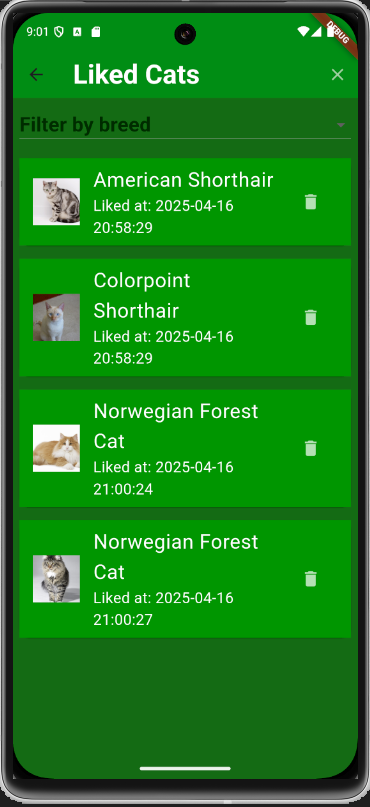 9:01
DEBUG
Liked Cats
Filter by breed
American Shorthair
Liked at: 2025-04-16
20:58:29
Colorpoint
Shorthair
Liked at: 2025-04-16
20:58:29
Norwegian Forest
Cat
Liked at: 2025-04-16
21:00:24
Norwegian Forest
Cat
Liked at: 2025-04-16
21:00:27